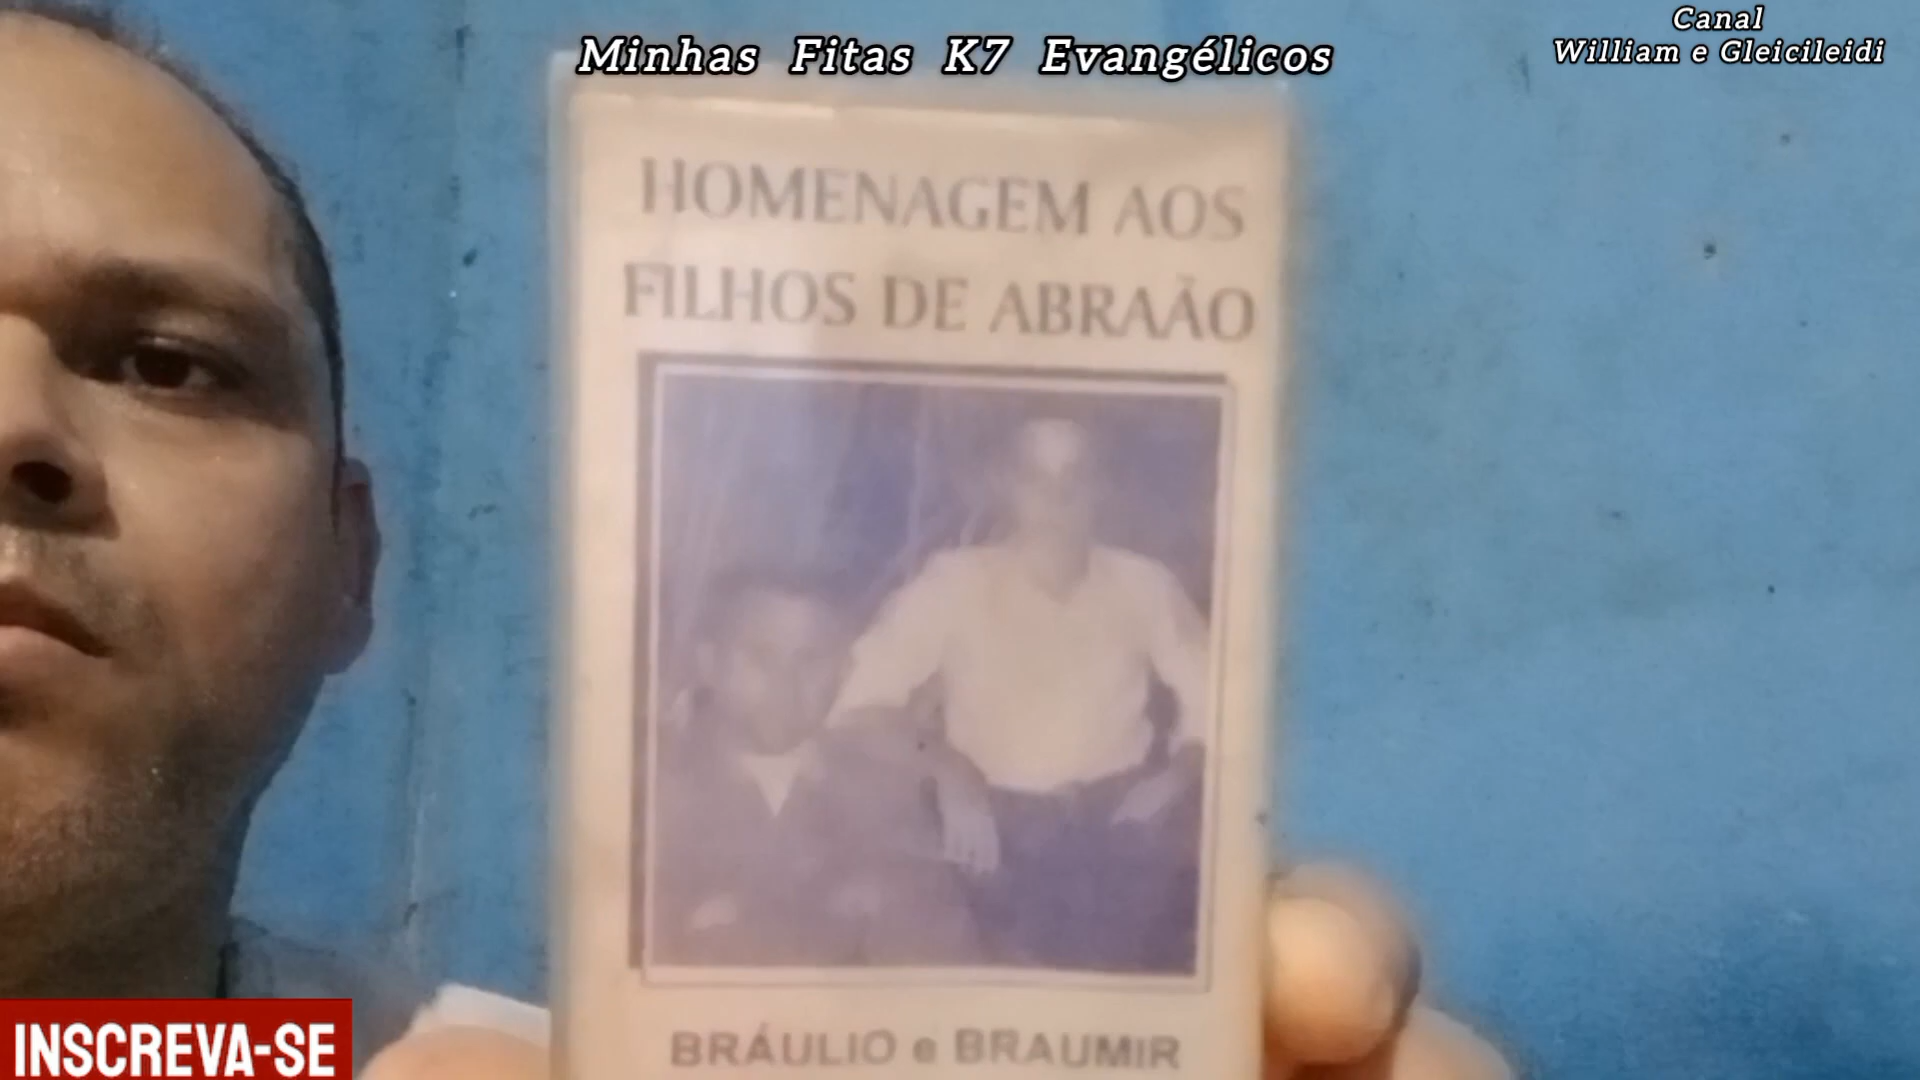 Canal
William e Gleicileidi
Minhas Fitas K7 Evangélicos
HOMENAGEM AOS
FILHOS DE ABRAÃO
BRÁULIO e BRAUMIR
INSCREVA-SE